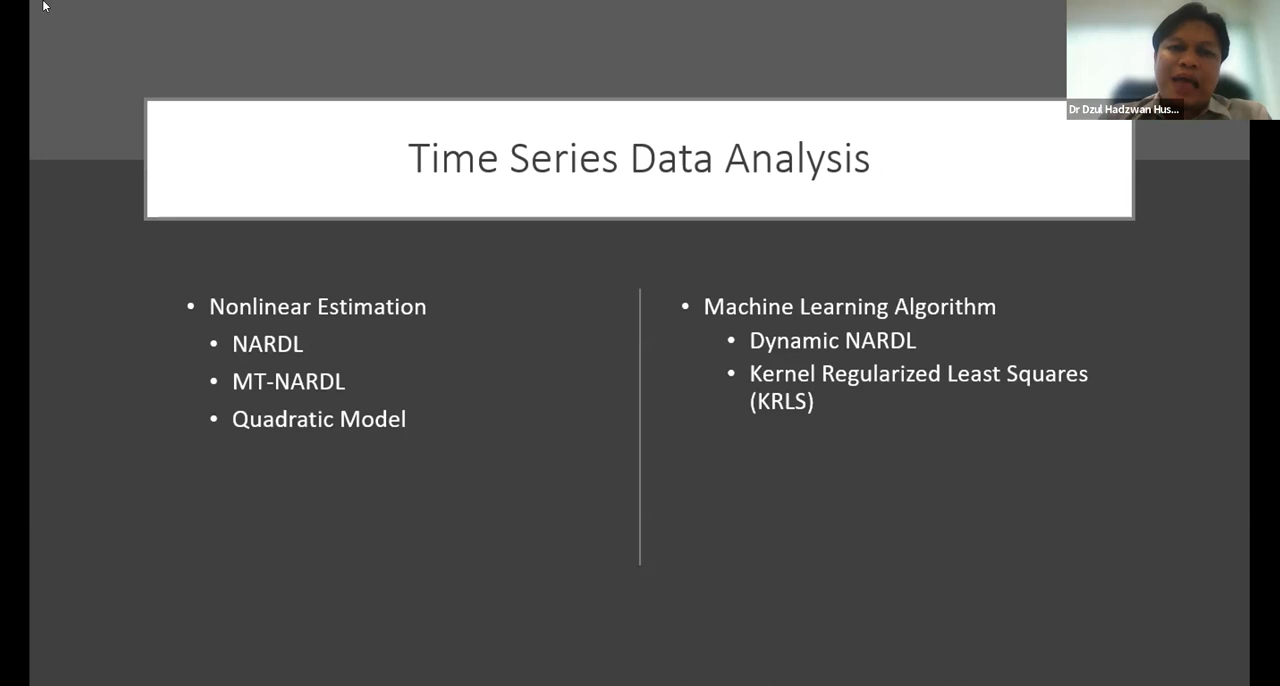 Time Series Data Analysis
• Nonlinear Estimation
• NARDL
• MT-NARDL
• Quadratic Model
• Machine Learning Algorithm
• Dynamic NARDL
• Kernel Regularized Least Squares
(KRLS)
Dr Dzul Hadzwan Hus...